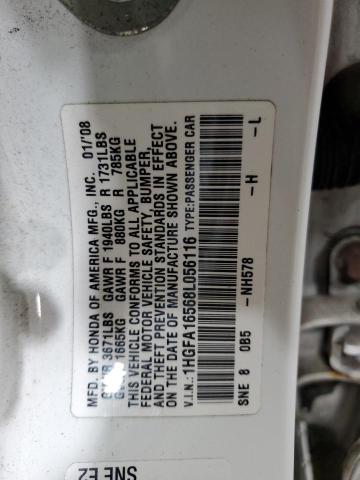 MFD. BY HONDA OF AMERICA MFG., INC. 01/'08
3671LBS GAWR F 1940LBS R 1731LBS
1665KG GAWR F 880KG R 785KG
THIS VEHICLE CONFORMS TO ALL APPLICABLE
FEDERAL MOTOR VEHICLE SAFETY, BUMPER,
AND THEFT PREVENTION STANDARDS IN EFFECT
ON THE DATE OF MANUFACTURE SHOWN ABOVE.
V.I.N.: 1HGFA16568L056116 TYPE:PASSENGER CAR
SNE 8 0B5 -NH578 -H -L
SNE E2